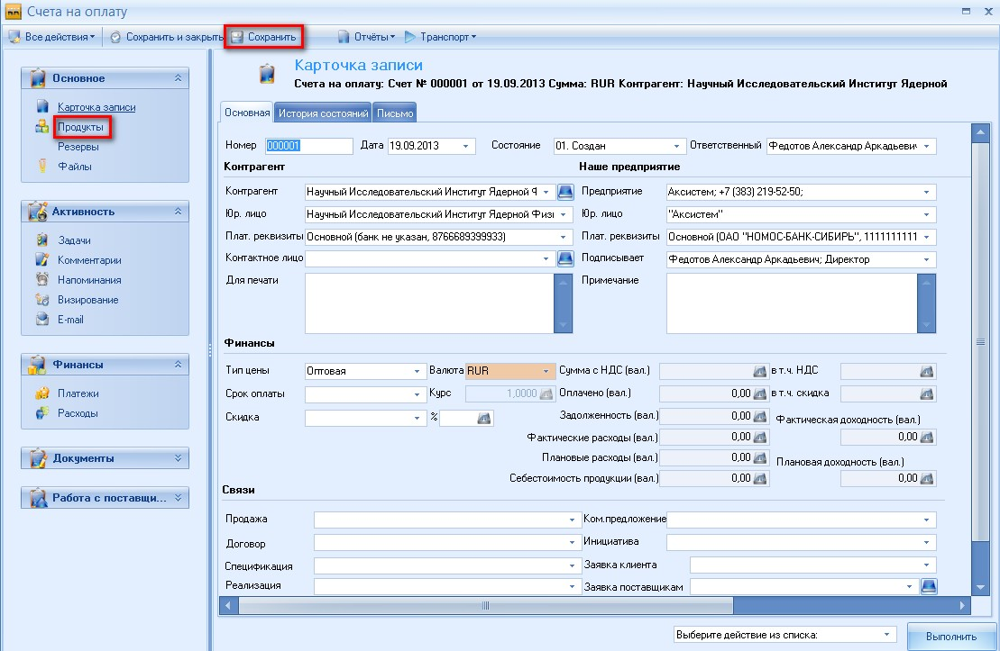 Счета на оплату
Все действия Сохранить и закрыть Сохранить Отчёты Транспорт
Основное
Карточка записи
Продукты
Резервы
Файлы
Активность
Задачи
Комментарии
Напоминания
Визирование
E-mail
Финансы
Платежи
Расходы
Документы
Работа с поставщи...
Карточка записи
Счета на оплату: Счет № 000001 от 19.09.2013 Сумма: RUR Контрагент: Научный Исследовательский Институт Ядерной
Основная История состояний Письмо
Номер 000001 Дата 19.09.2013 Состояние 01. Создан Ответственный Федотов Александр Аркадьевич
Контрагент Наше предприятие
Контрагент Научный Исследовательский Институт Ядерной Ф Предприятие Аксистем; +7 (383) 219-52-50;
Юр. лицо Научный Исследовательский Институт Ядерной Физи Юр. лицо "Аксистем"
Плат. реквизиты Основной (банк не указан, 8766689399933) Плат. реквизиты Основной (ОАО "НОМОС-БАНК-СИБИРЬ", 1111111111
Контактное лицо Подписывает Федотов Александр Аркадьевич; Директор
Для печати Примечание
Финансы
Тип цены Оптовая Валюта RUR Сумма с НДС (вал.) в т.ч. НДС
Срок оплаты Курс 1,0000 Оплачено (вал.) 0,00 в т.ч. скидка
Скидка % Задолженность (вал.) 0,00 Фактическая доходность (вал.)
Фактические расходы (вал.) 0,00 0,00
Плановые расходы (вал.) 0,00 Плановая доходность (вал.)
Себестоимость продукции (вал.) 0,00 0,00
Связи
Продажа Ком.предложение
Договор Инициатива
Спецификация Заявка клиента
Реализация Заявка поставщикам
Выберите действие из списка: Выполнить